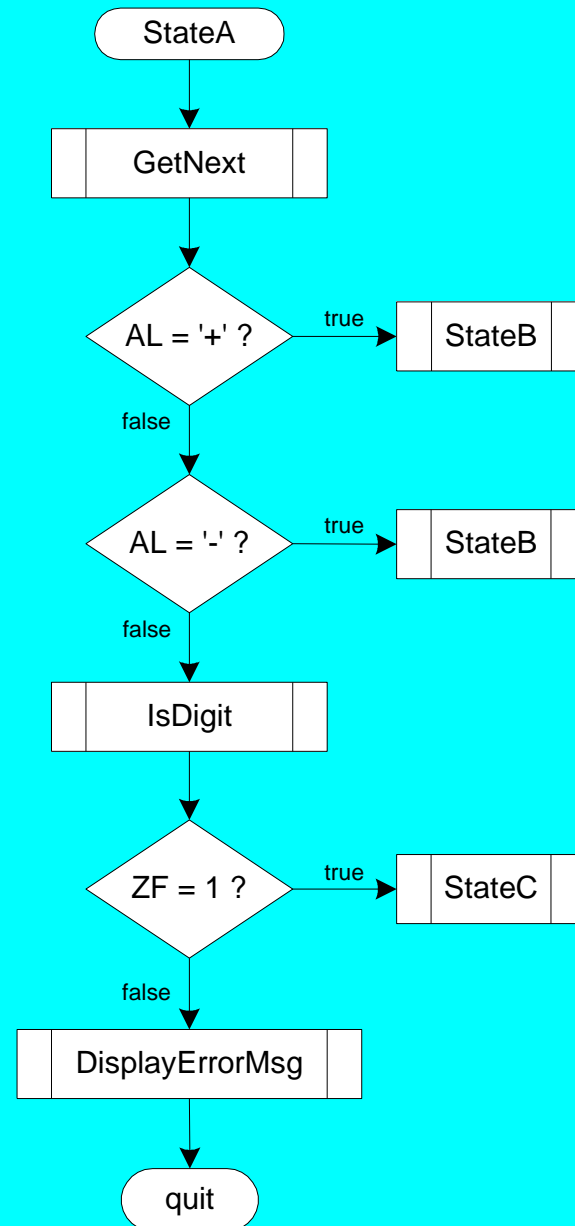 StateA
GetNext
AL = '+' ?
true
StateB
false
AL = '-' ?
true
StateB
false
IsDigit
ZF = 1 ?
true
StateC
false
DisplayErrorMsg
quit